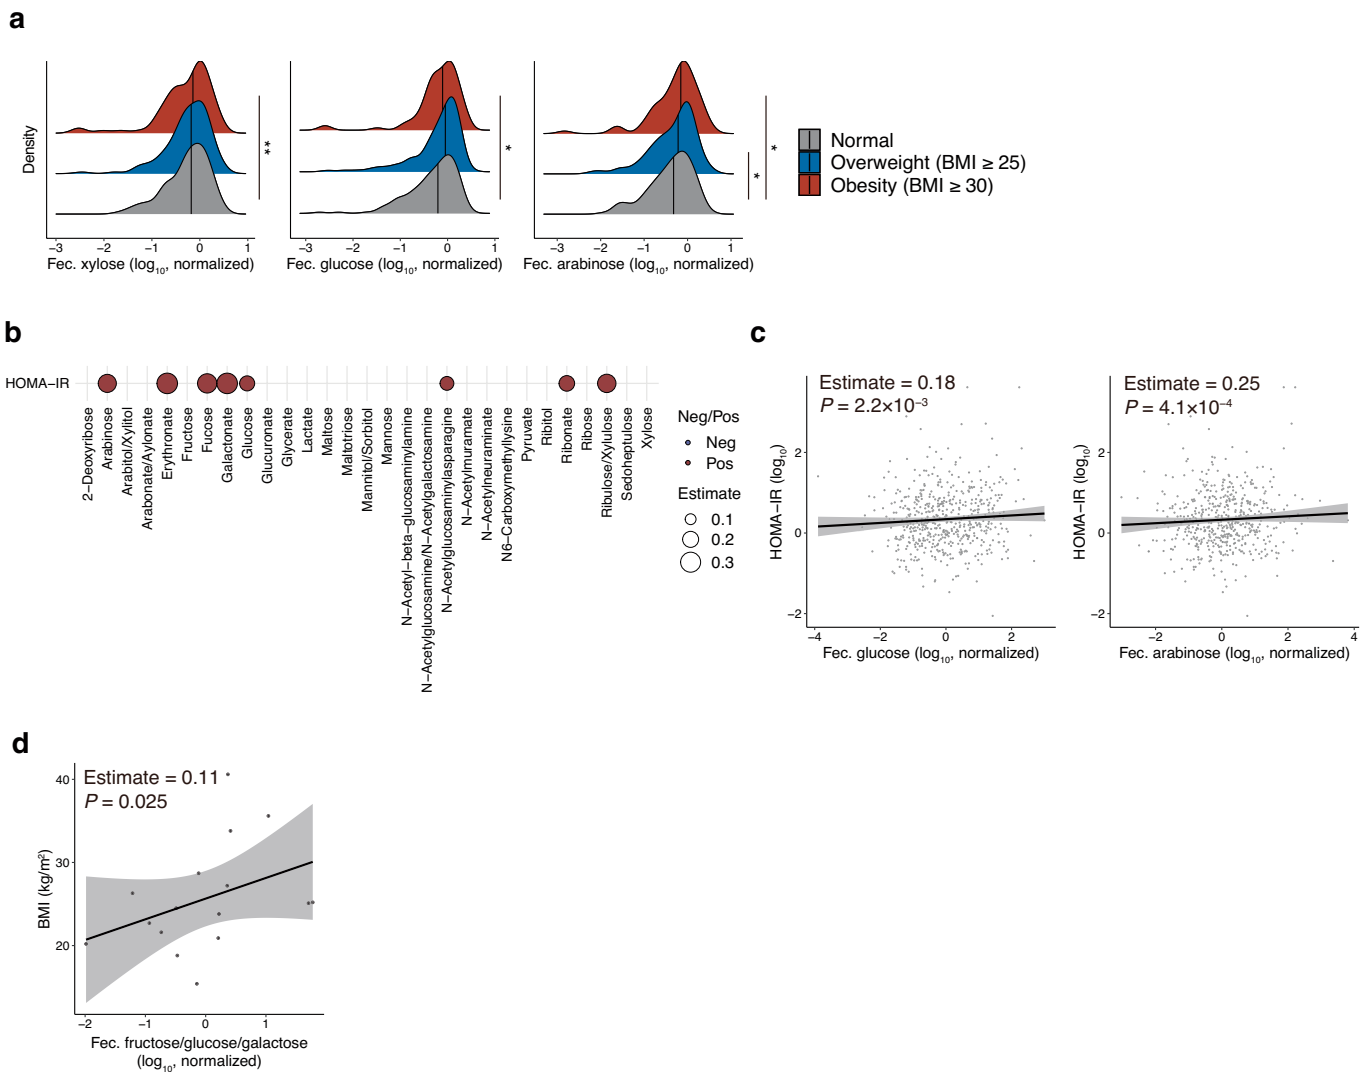 a
Density
**
*
*
*
−3 −2 −1 0 1
−3 −2 −1 0 1
−3 −2 −1 0 1
Fec. xylose (log10, normalized)
Fec. glucose (log10, normalized)
Fec. arabinose (log10, normalized)
Normal
Overweight (BMI ≥ 25)
Obesity (BMI ≥ 30)
b
HOMA−IR
2−Deoxyribose
Arabinose
Arabitol/Xylitol
Arabonate/Aylonate
Erythronate
Fructose
Fucose
Galactonate
Glucose
Glucuronate
Glycerate
Lactate
Maltose
Maltotriose
Mannitol/Sorbitol
Mannose
N−Acetyl−beta−glucosaminylamine
N−Acetylglucosamine/N−Acetylgalactosamine
N−Acetylglucosaminylasparagine
N−Acetylmuramate
N−Acetylneuraminate
N6−Carboxymethyllysine
Pyruvate
Ribitol
Ribonate
Ribose
Ribulose/Xylulose
Sedoheptulose
Xylose
Neg/Pos
Neg
Pos
Estimate
0.1
0.2
0.3
c
Estimate = 0.18
P = 2.2×10−3
HOMA−IR (log10)
2
0
−2
−4 −2 0 2
Fec. glucose (log10, normalized)
Estimate = 0.25
P = 4.1×10−4
HOMA−IR (log10)
2
0
−2
−2 0 2 4
Fec. arabinose (log10, normalized)
d
Estimate = 0.11
P = 0.025
BMI (kg/m2)
40
30
20
−2 −1 0 1
Fec. fructose/glucose/galactose
(log10, normalized)